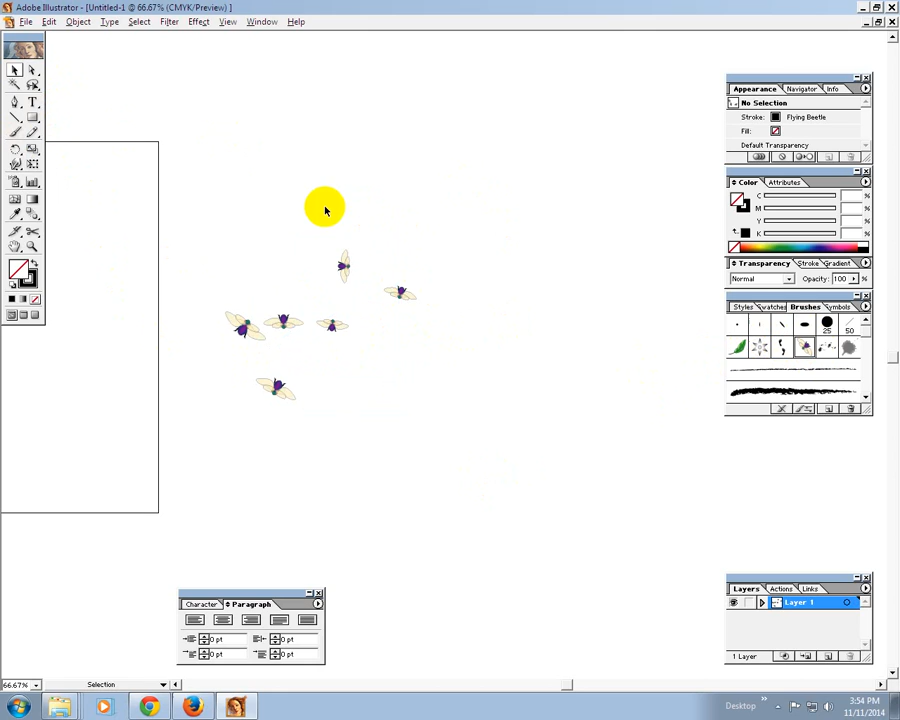 Adobe Illustrator - [Untitled-1 @ 66.67% (CMYK/Preview) ]
File Edit Object Type Select Filter Effect View Window Help
Appearance Navigator Info
No Selection
Stroke: Flying Beetle
Fill:
Default Transparency
Color Attributes
C %
M %
Y %
K %
Transparency Stroke Gradient
Normal Opacity: 100 %
Styles Swatches Brushes Symbols
25 50
Layers Actions Links
Layer 1
1 Layer
Character Paragraph
0 pt 0 pt
0 pt 0 pt
66.67% Selection
Desktop
3:54 PM
11/11/2014